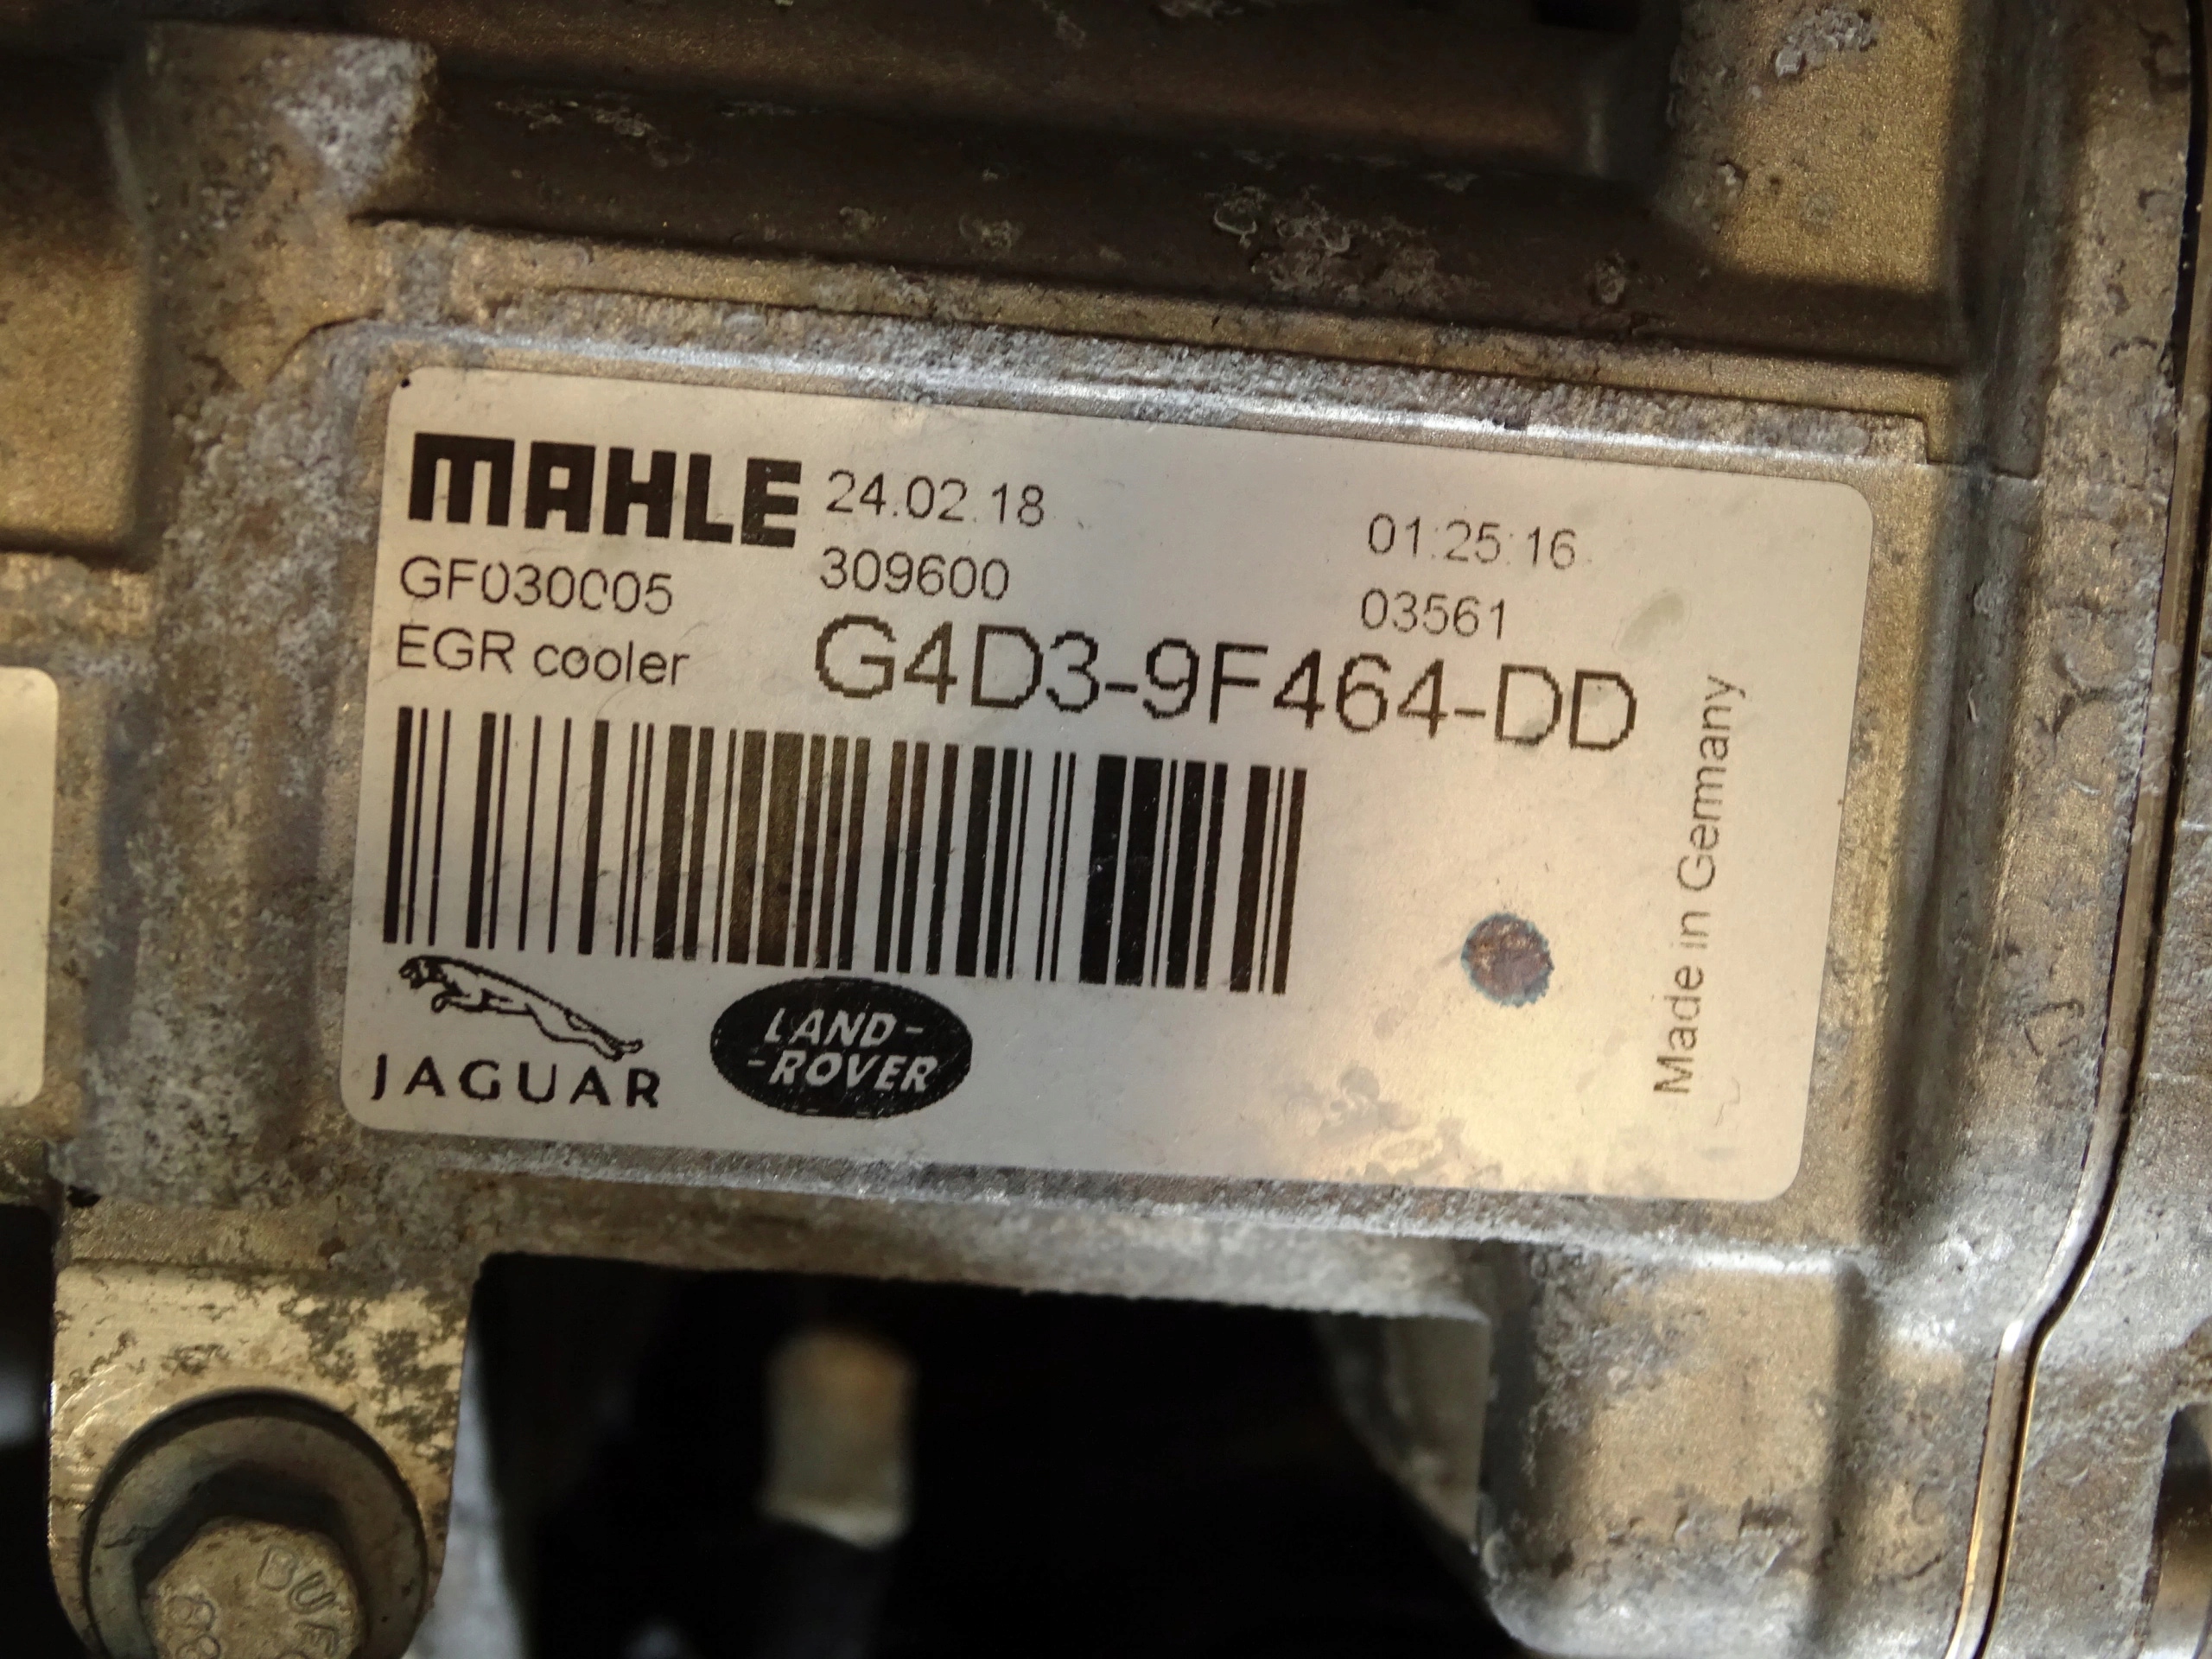 MAHLE 24.02.18 01:25:16
GF030005 309600 03561
EGR cooler G4D3-9F464-DD
Made in Germany
JAGUAR
LAND-
-ROVER